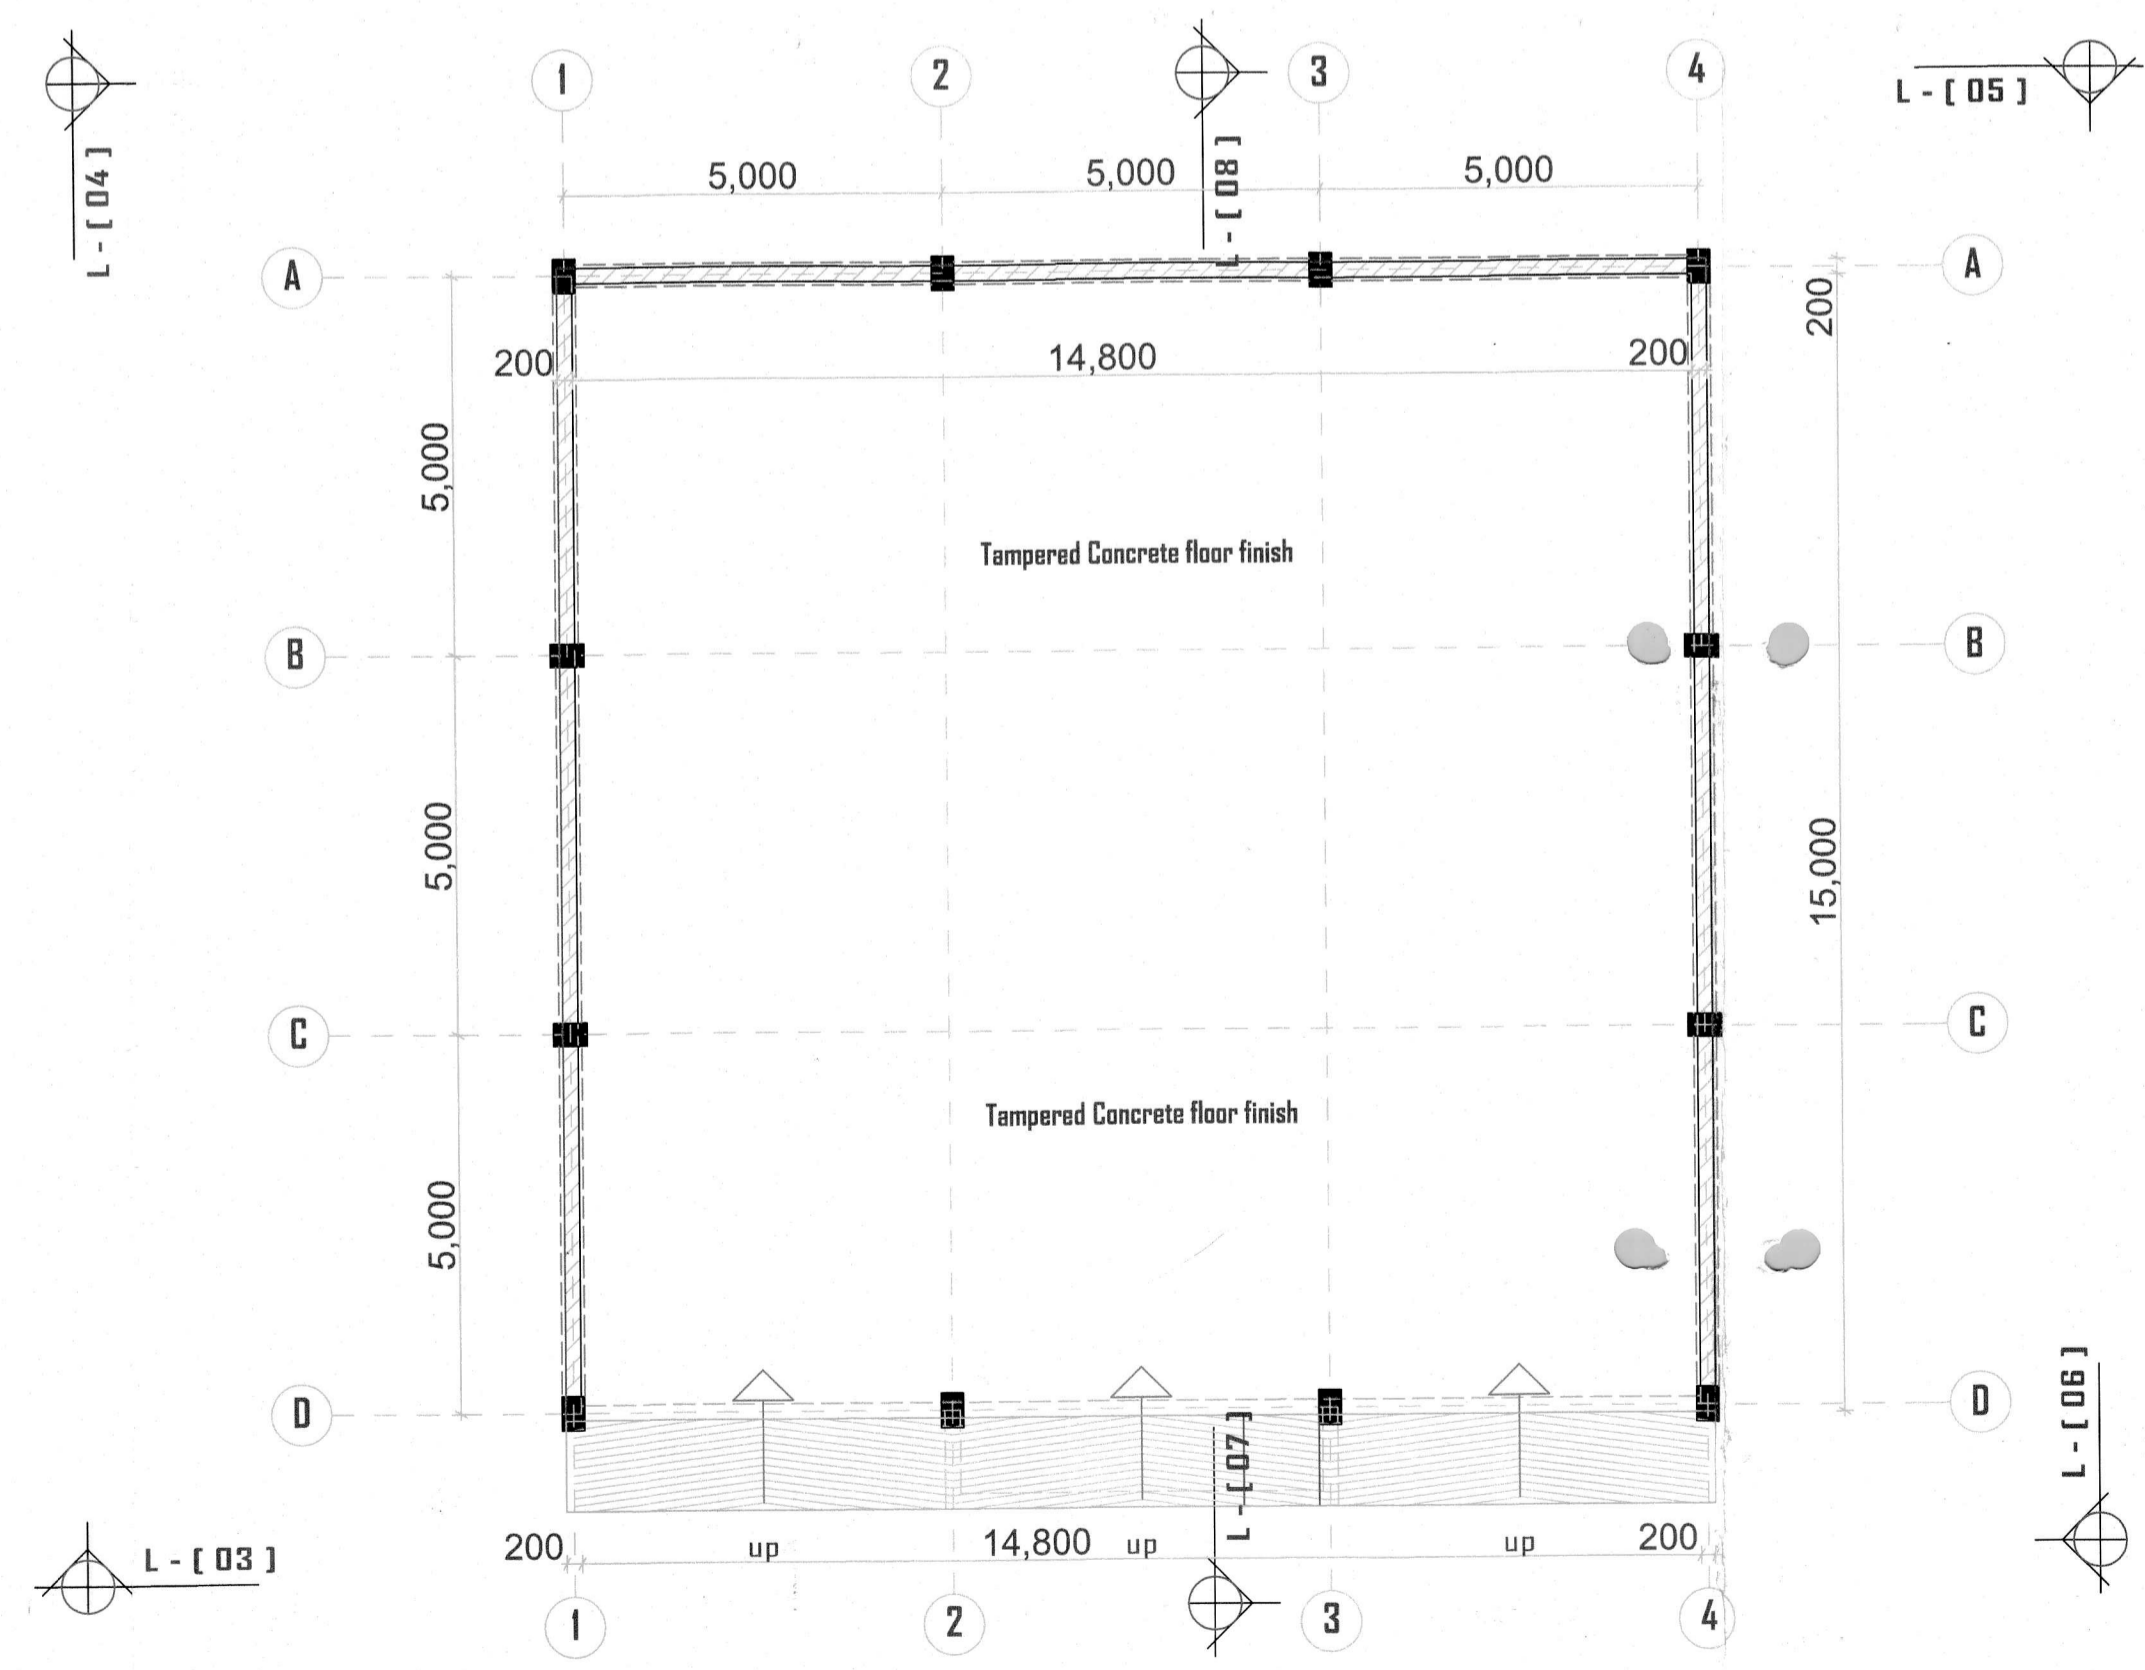 1
2
3
4
L-[04]
L-[08]
L-[05]
5,000
5,000
5,000
A
A
200
200
14,800
200
5,000
Tampered Concrete floor finish
B
B
5,000
15,000
C
C
Tampered Concrete floor finish
5,000
D
D
L-[06]
L-[07]
L-[03]
200
up
14,800
up
up
200
1
2
3
4